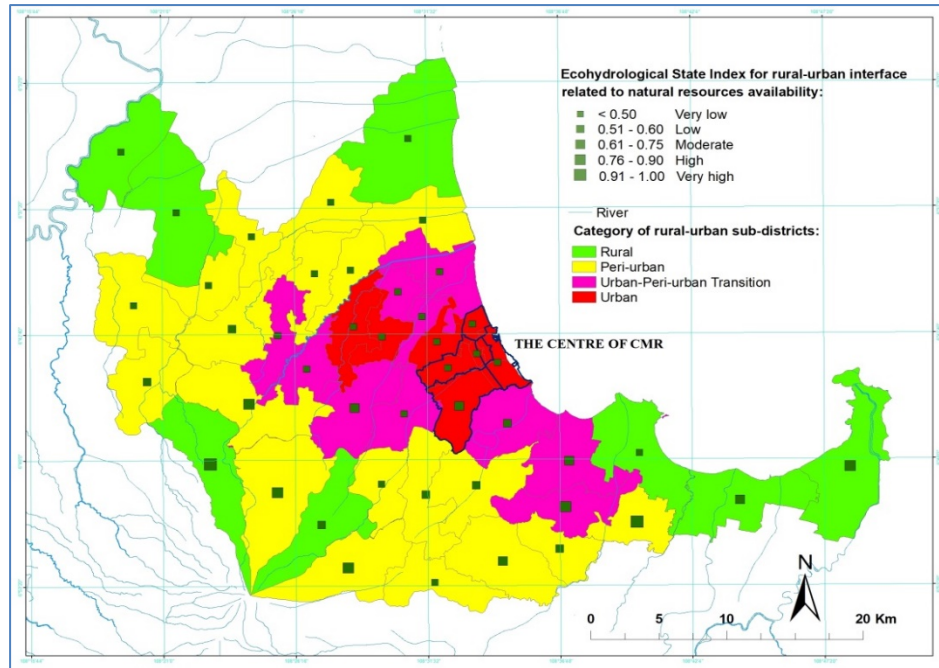 Ecohydrological State Index for rural-urban interface
related to natural resources availability:
< 0.50 Very low
0.51 - 0.60 Low
0.61 - 0.75 Moderate
0.76 - 0.90 High
0.91 - 1.00 Very high
River
Category of rural-urban sub-districts:
Rural
Peri-urban
Urban-Peri-urban Transition
Urban
THE CENTRE OF CMR
N
0 5 10 20 Km